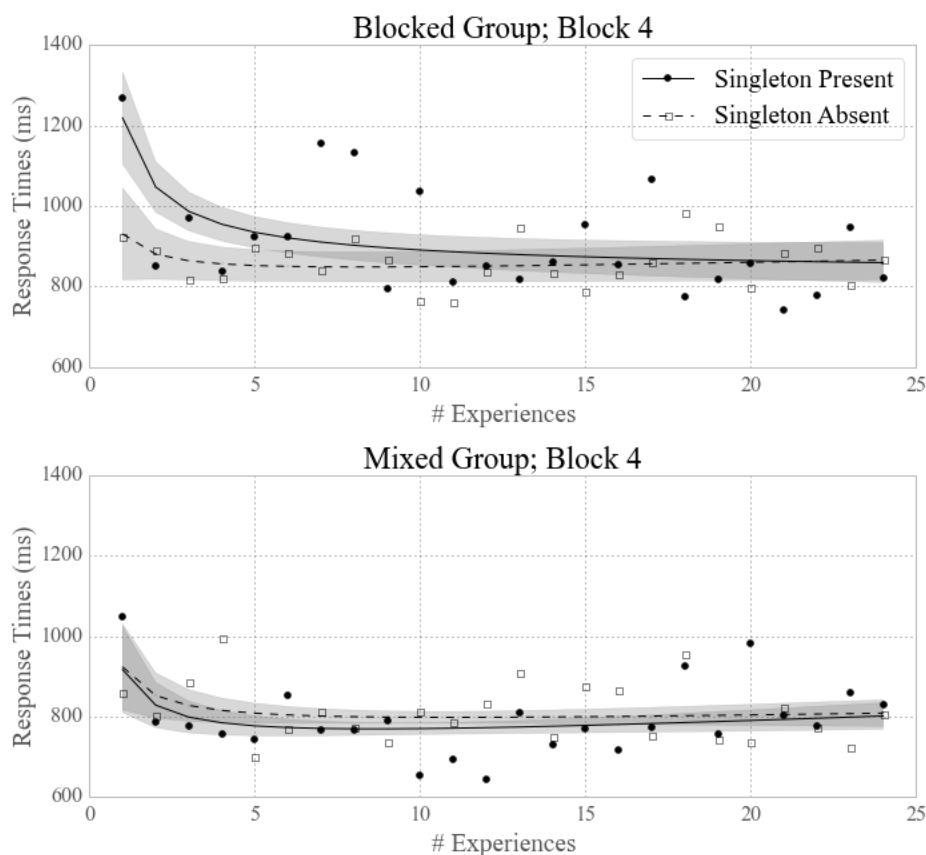 Blocked Group; Block 4
1400
1200
1000
800
600
Response Times (ms)
Singleton Present
Singleton Absent
0 5 10 15 20 25
# Experiences
Mixed Group; Block 4
1400
1200
1000
800
600
Response Times (ms)
0 5 10 15 20 25
# Experiences